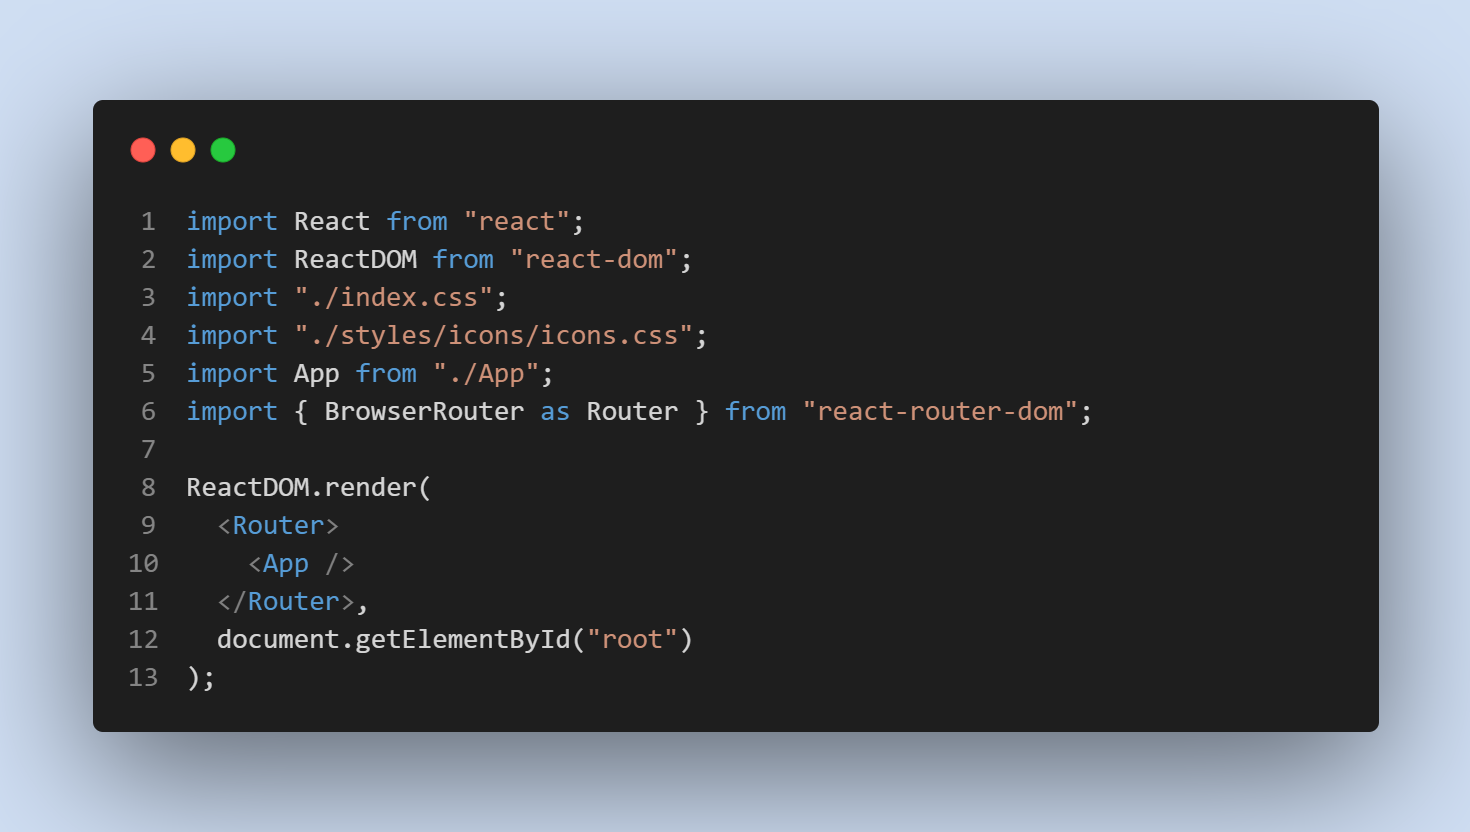 1 import React from "react";
2 import ReactDOM from "react-dom";
3 import "./index.css";
4 import "./styles/icons/icons.css";
5 import App from "./App";
6 import { BrowserRouter as Router } from "react-router-dom";
7
8 ReactDOM.render(
9   <Router>
10     <App />
11   </Router>,
12   document.getElementById("root")
13 );